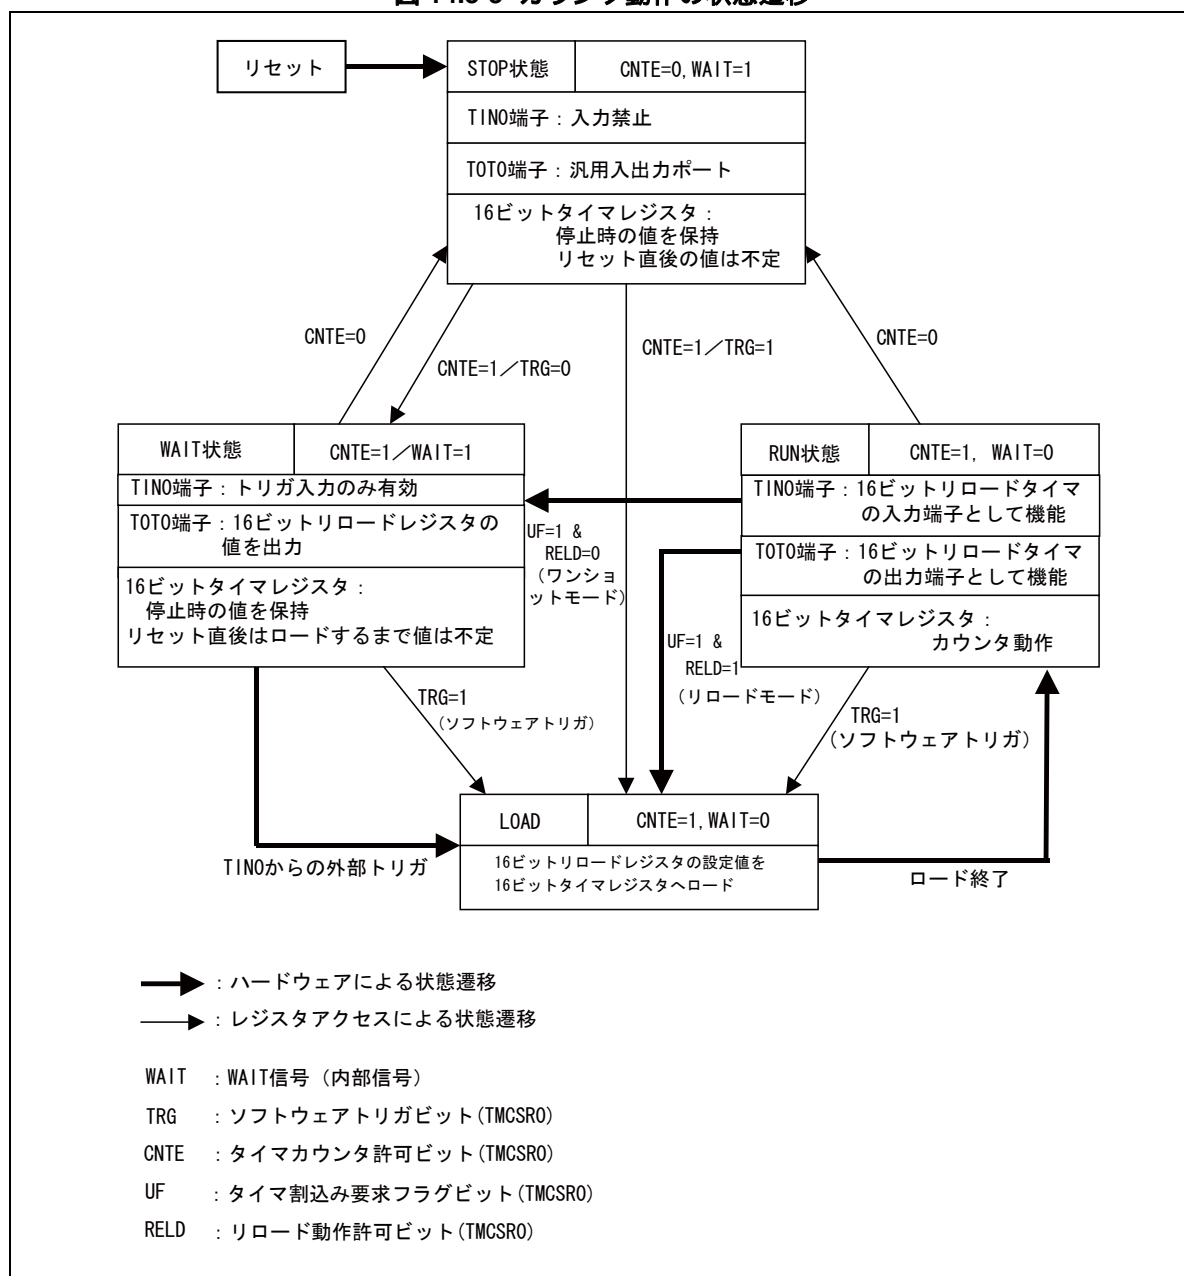 リセット
STOP状態
CNTE=0,WAIT=1
TIN0端子：入力禁止
TOT0端子：汎用入出力ポート
16ビットタイマレジスタ：
停止時の値を保持
リセット直後の値は不定
CNTE=0
CNTE=1／TRG=0
CNTE=1／TRG=1
CNTE=0
WAIT状態
CNTE=1／WAIT=1
TIN0端子：トリガ入力のみ有効
TOT0端子：16ビットリロードレジスタの
値を出力
16ビットタイマレジスタ：
停止時の値を保持
リセット直後はロードするまで値は不定
RUN状態
CNTE=1, WAIT=0
TIN0端子：16ビットリロードタイマ
の入力端子として機能
TOT0端子：16ビットリロードタイマ
の出力端子として機能
16ビットタイマレジスタ：
カウンタ動作
UF=1 &
RELD=0
（ワンショ
ットモード）
UF=1 &
RELD=1
（リロードモード）
TRG=1
（ソフトウェアトリガ）
TRG=1
（ソフトウェアトリガ）
LOAD
CNTE=1,WAIT=0
16ビットリロードレジスタの設定値を
16ビットタイマレジスタへロード
TIN0からの外部トリガ
ロード終了
：ハードウェアによる状態遷移
：レジスタアクセスによる状態遷移
WAIT ：WAIT信号（内部信号）
TRG ：ソフトウェアトリガビット(TMCSR0)
CNTE ：タイマカウンタ許可ビット(TMCSR0)
UF ：タイマ割込み要求フラグビット(TMCSR0)
RELD ：リロード動作許可ビット(TMCSR0)